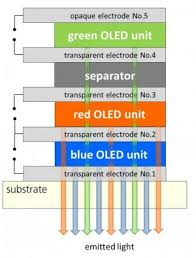 opaque electrode No.5
green OLED unit
transparent electrode No.4
separator
transparent electrode No.3
red OLED unit
transparent electrode No.2
blue OLED unit
transparent electrode No.1
substrate
emitted light